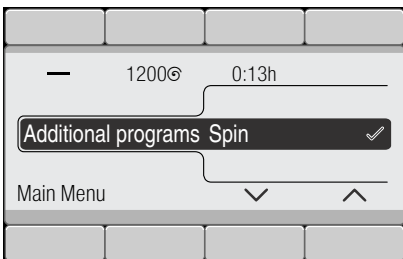 — 1200 0:13h
Additional programs Spin ✓
Main Menu